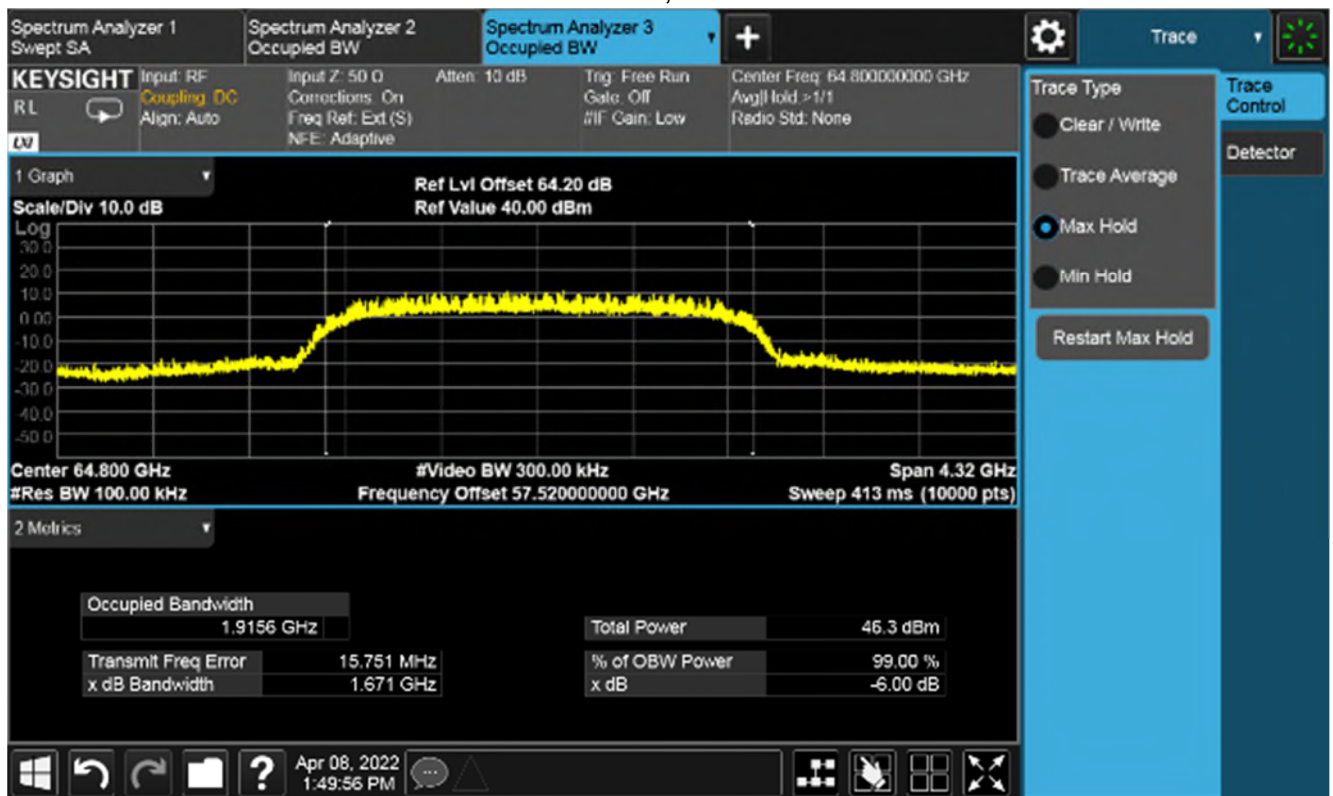 Spectrum Analyzer 1
Swept SA
Spectrum Analyzer 2
Occupied BW
Spectrum Analyzer 3
Occupied BW
Trace
KEYSIGHT
RL
LXI
Input: RF
Coupling: DC
Align: Auto
Input Z: 50 Ω
Corrections: On
Freq Ref: Ext (S)
NFE: Adaptive
Atten: 10 dB
Trig: Free Run
Gate: Off
#IF Gain: Low
Center Freq: 64.800000000 GHz
Avg|Hold:>1/1
Radio Std: None
Trace Type
Clear / Write
Trace Average
Max Hold
Min Hold
Restart Max Hold
Trace
Control
Detector
1 Graph
Scale/Div 10.0 dB
Ref Lvl Offset 64.20 dB
Ref Value 40.00 dBm
Log
30.0
20.0
10.0
0.00
-10.0
-20.0
-30.0
-40.0
-50.0
Center 64.800 GHz
#Video BW 300.00 kHz
Span 4.32 GHz
#Res BW 100.00 kHz
Frequency Offset 57.520000000 GHz
Sweep 413 ms (10000 pts)
2 Metrics
Occupied Bandwidth
1.9156 GHz
Total Power 46.3 dBm
Transmit Freq Error 15.751 MHz
% of OBW Power 99.00 %
x dB Bandwidth 1.671 GHz
x dB -6.00 dB
?
Apr 08, 2022
1:49:56 PM